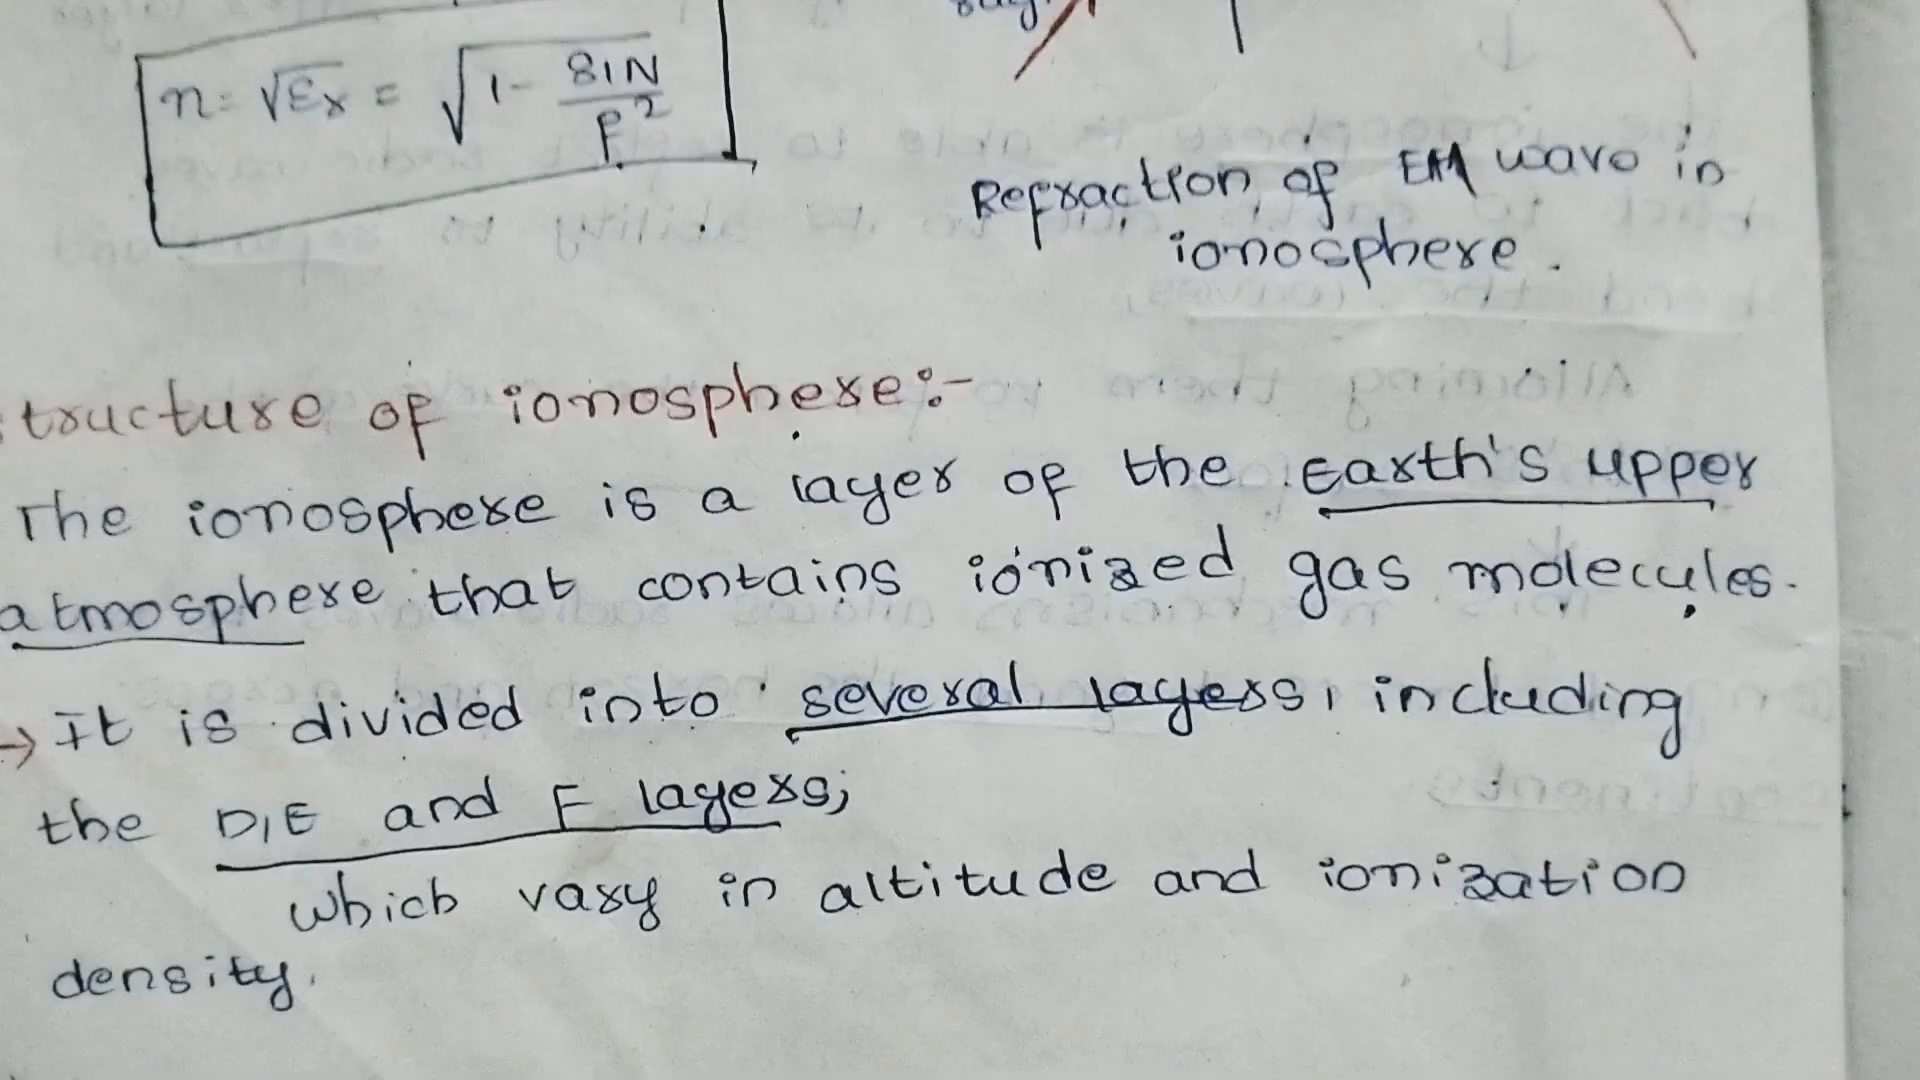 n = √εr = √1 - 81N / f²
Refraction of EM wave in
ionosphere.
tructure of ionosphere:-
The ionosphere is a layer of the Earth's upper
atmosphere that contains ionized gas molecules.
→ It is divided into several layers, including
the D, E and F layers;
which vary in altitude and ionization
density.